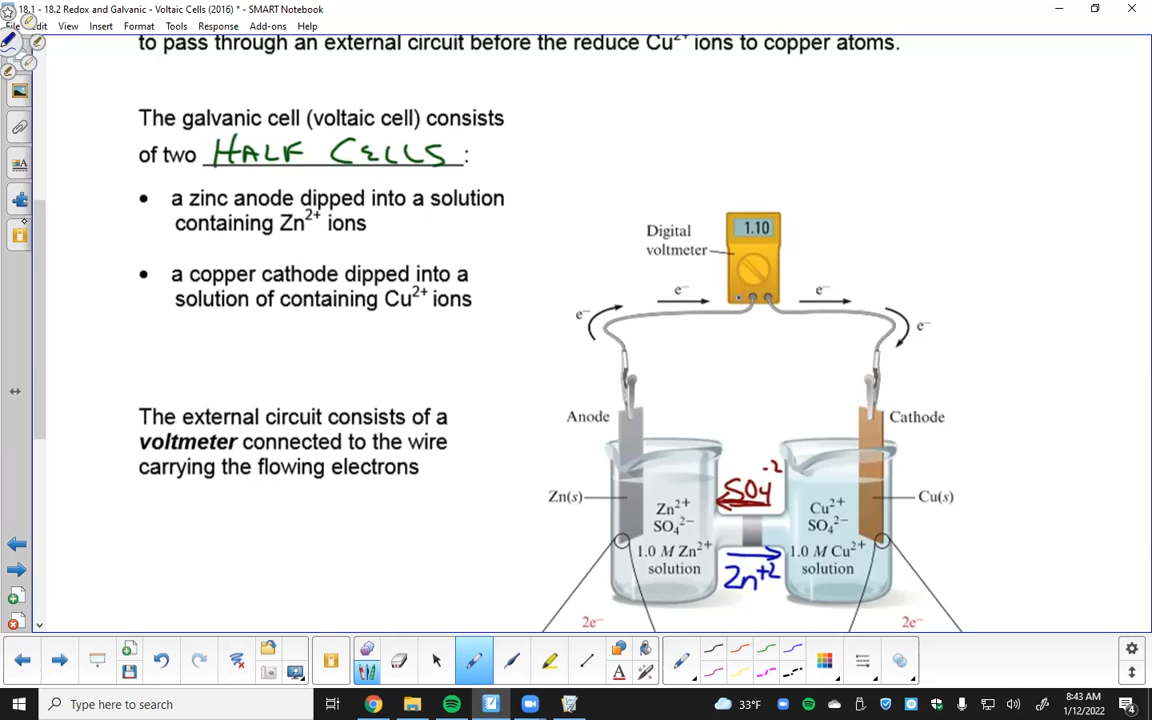 18.1 - 18.2 Redox and Galvanic - Voltaic Cells (2016) * - SMART Notebook
View Insert Format Tools Response Add-ons Help
to pass through an external circuit before the reduce Cu²⁺ ions to copper atoms.
The galvanic cell (voltaic cell) consists
of two HALF CELLS :
• a zinc anode dipped into a solution
containing Zn²⁺ ions
• a copper cathode dipped into a
solution of containing Cu²⁺ ions
The external circuit consists of a
voltmeter connected to the wire
carrying the flowing electrons
Digital
voltmeter
1.10
e⁻
e⁻
e⁻
e⁻
Anode
Cathode
Zn(s)
Cu(s)
SO4⁻²
Zn⁺²
Zn²⁺
SO₄²⁻
1.0 M Zn²⁺
solution
Cu²⁺
SO₄²⁻
1.0 M Cu²⁺
solution
2e⁻
2e⁻
Type here to search
33°F
8:43 AM
1/12/2022
4